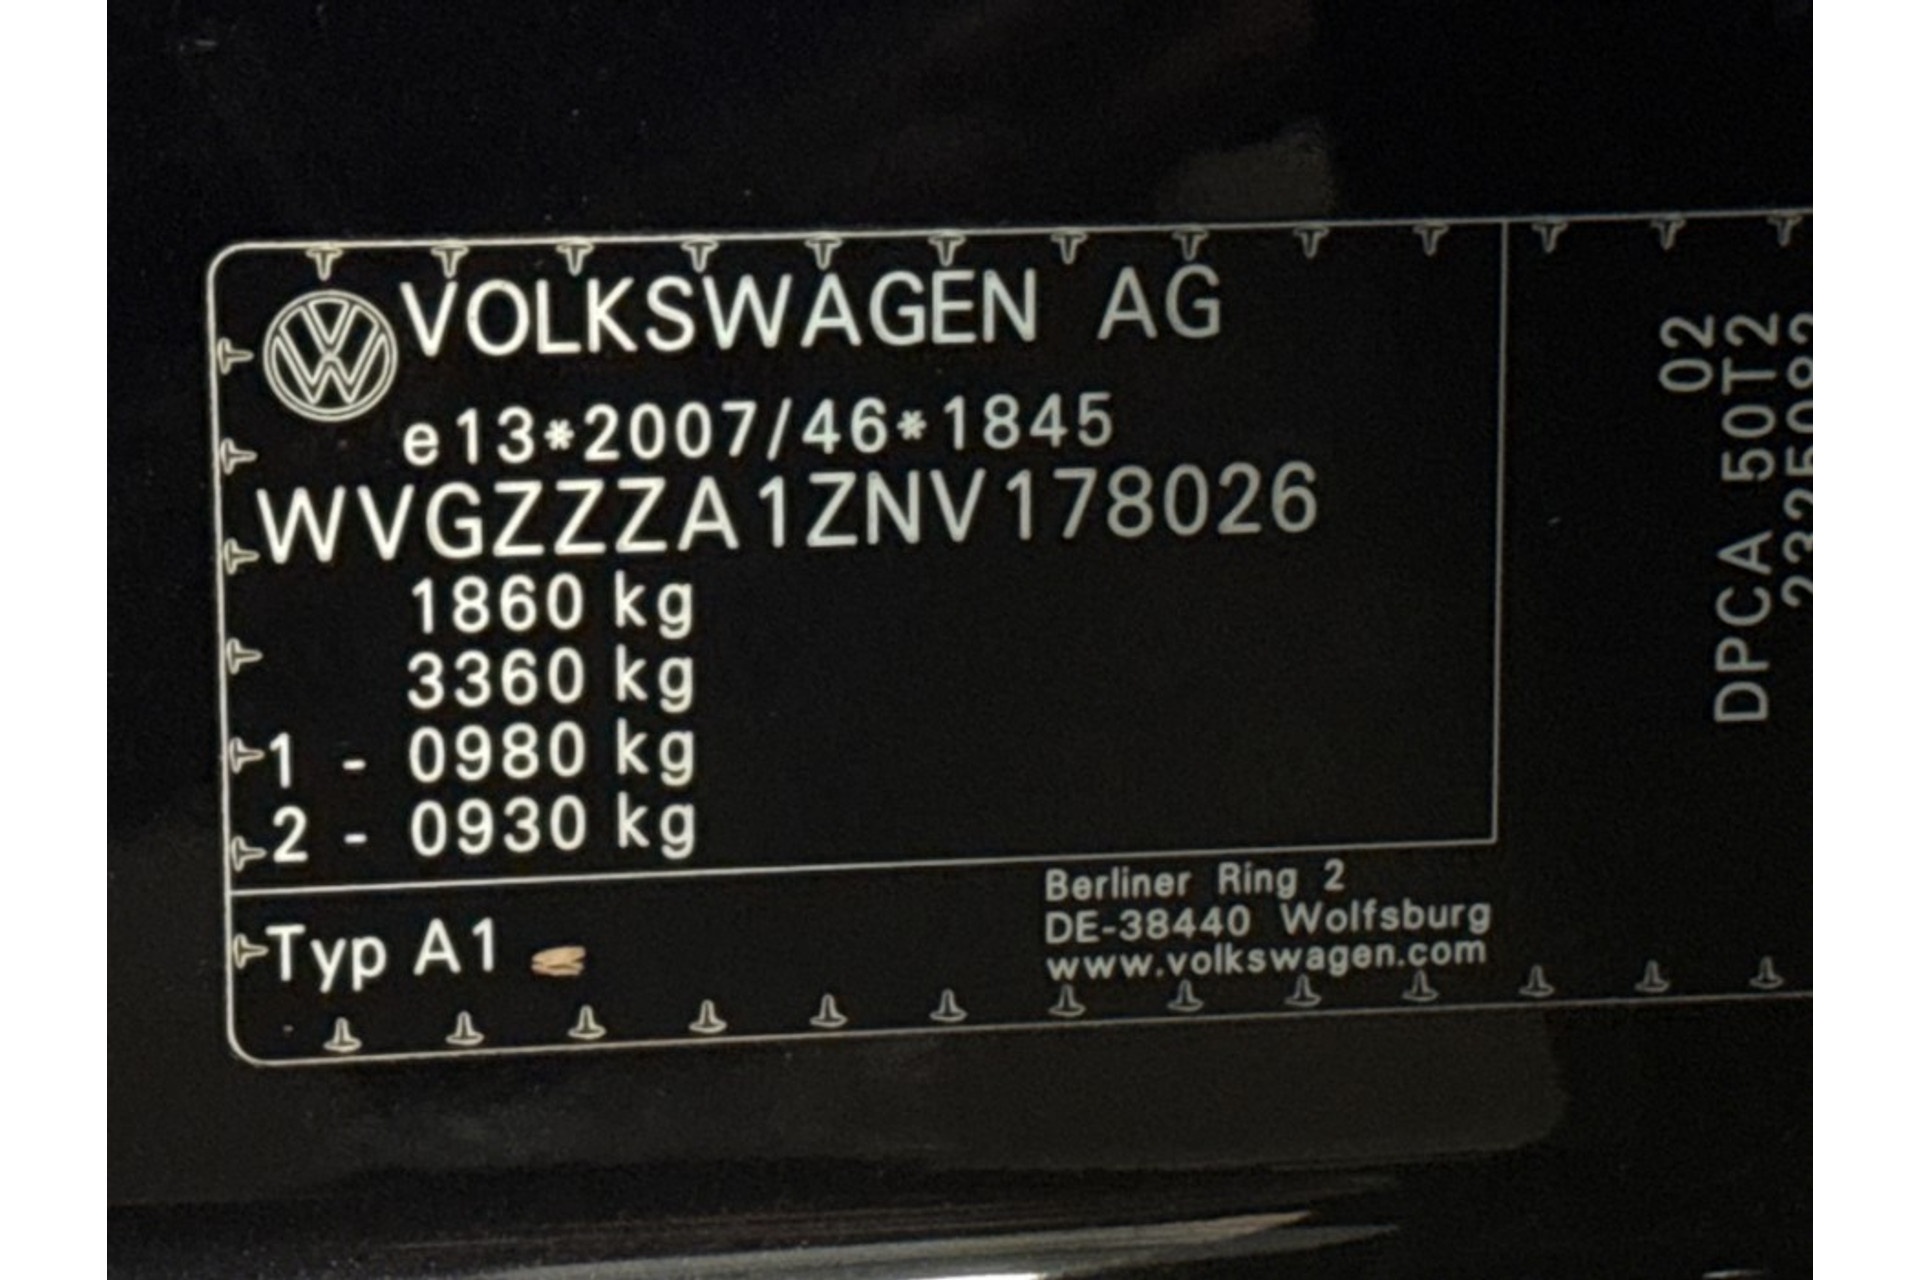 VOLKSWAGEN AG
e13*2007/46*1845
WVGZZZA1ZNV178026
1860 kg
3360 kg
1 - 0980 kg
2 - 0930 kg
Typ A1
Berliner Ring 2
DE-38440 Wolfsburg
www.volkswagen.com
02
DPCA 50T2